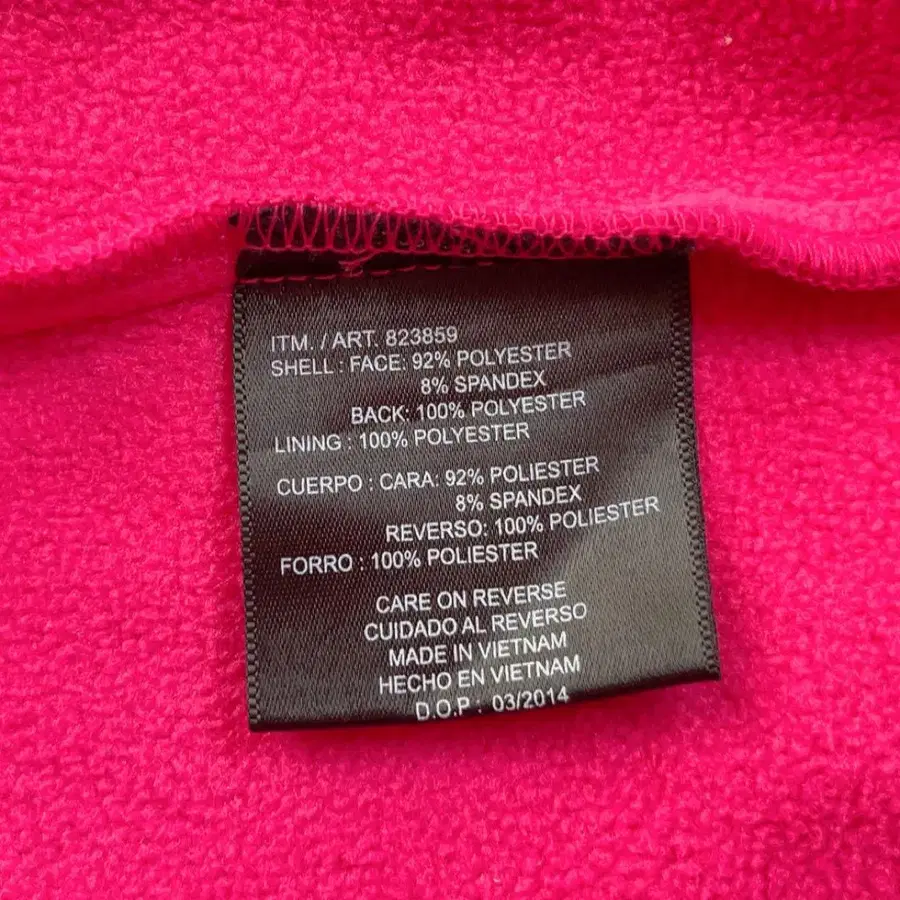 ITM. / ART. 823859
SHELL : FACE: 92% POLYESTER
8% SPANDEX
BACK: 100% POLYESTER
LINING : 100% POLYESTER
CUERPO : CARA: 92% POLIESTER
8% SPANDEX
REVERSO: 100% POLIESTER
FORRO : 100% POLIESTER
CARE ON REVERSE
CUIDADO AL REVERSO
MADE IN VIETNAM
HECHO EN VIETNAM
D.O.P : 03/2014